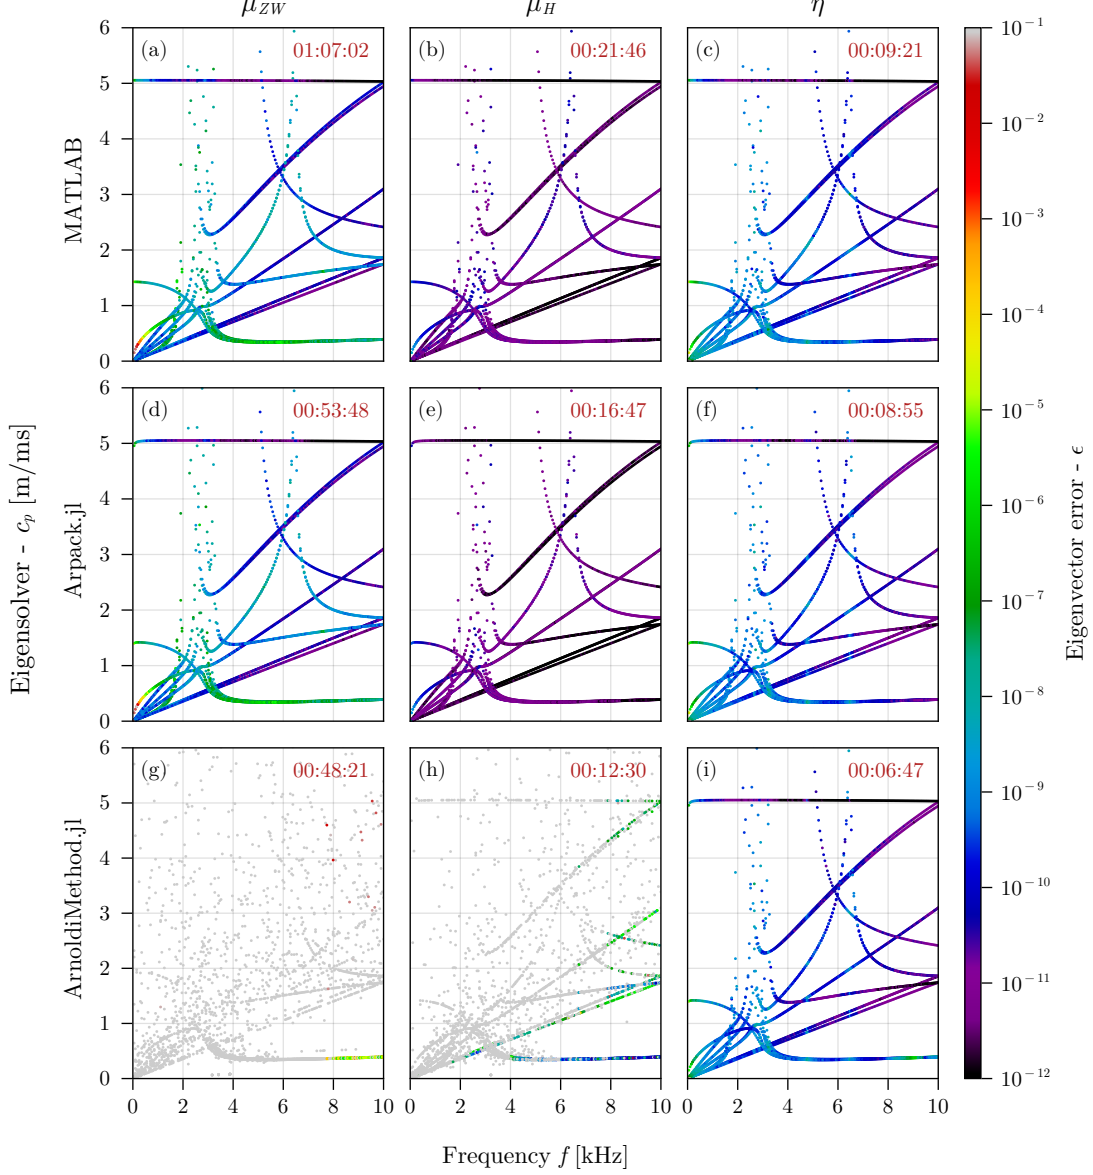 μ_ZW μ_H η
(a) 01:07:02
(b) 00:21:46
(c) 00:09:21
MATLAB
6
5
4
3
2
1
0
(d) 00:53:48
(e) 00:16:47
(f) 00:08:55
Arpack.jl
6
5
4
3
2
1
0
(g) 00:48:21
(h) 00:12:30
(i) 00:06:47
ArnoldiMethod.jl
6
5
4
3
2
1
0
0 2 4 6 8 10
0 2 4 6 8 10
0 2 4 6 8 10
Frequency f [kHz]
Eigensolver - c_p [m/ms]
10^−1
10^−2
10^−3
10^−4
10^−5
10^−6
10^−7
10^−8
10^−9
10^−10
10^−11
10^−12
Eigenvector error - ϵ